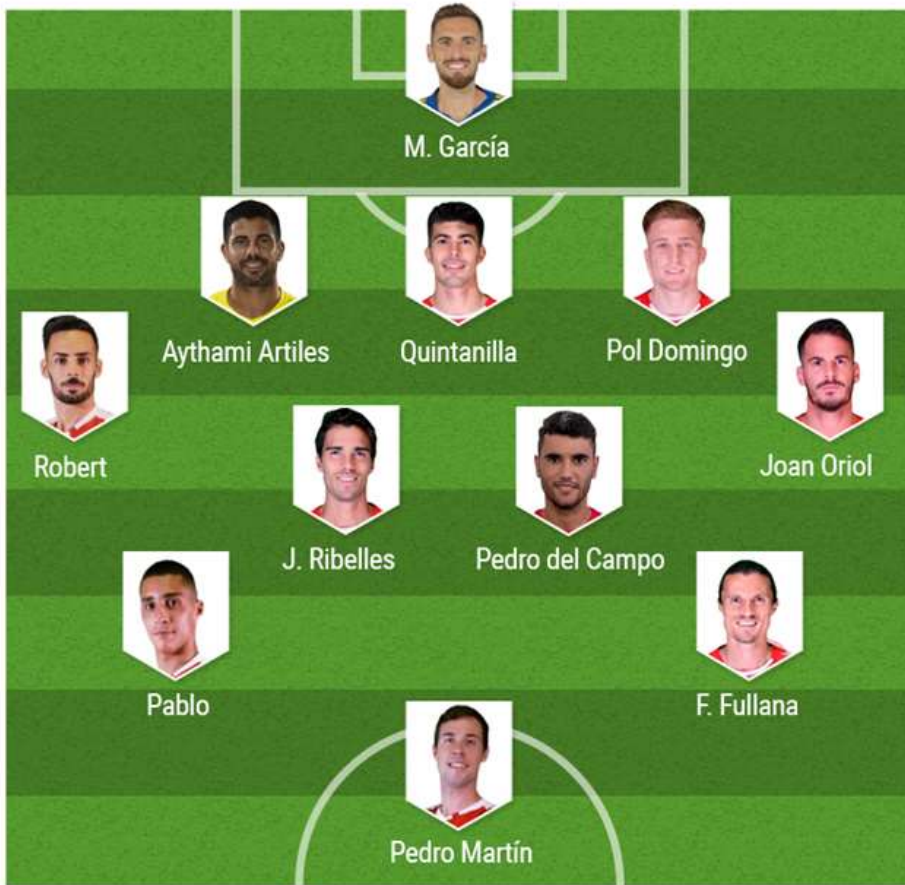 M. García
Aythami Artiles
Quintanilla
Pol Domingo
Robert
Joan Oriol
J. Ribelles
Pedro del Campo
Pablo
F. Fullana
Pedro Martín